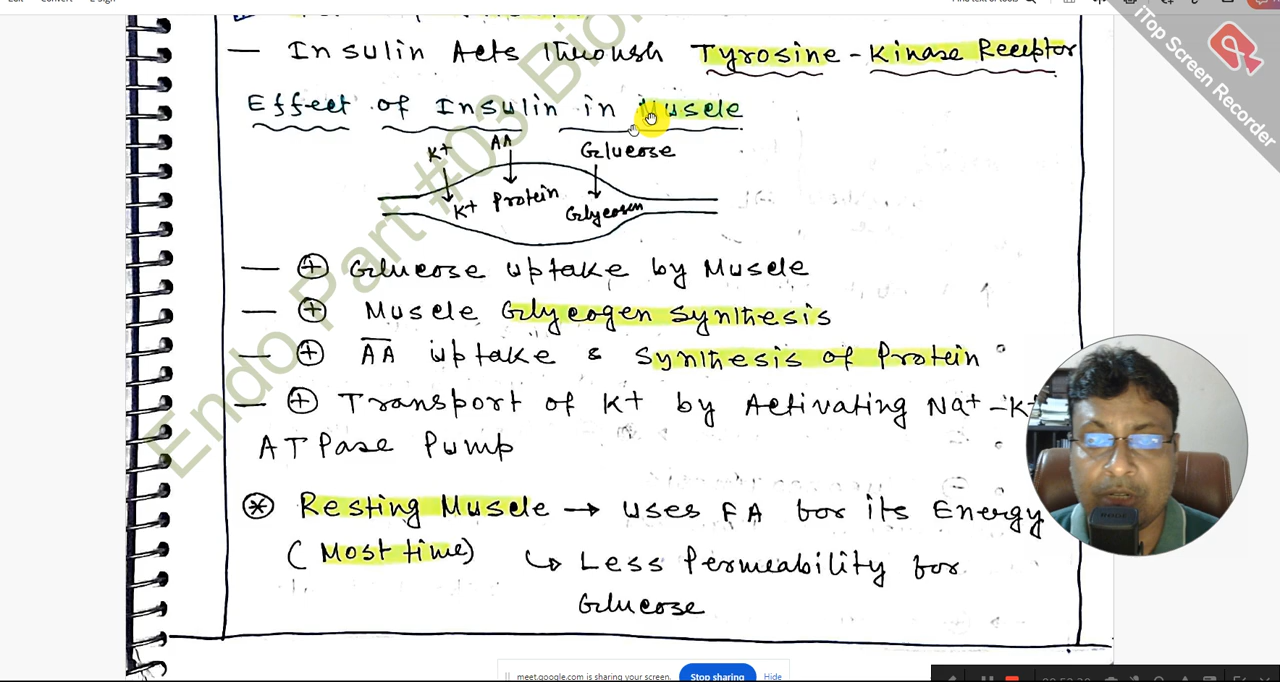 — Insulin Acts through Tyrosine - Kinase Receptor
Effect of Insulin in Muscle
K+ AA Glucose
K+ Protein Glycogen
— (+) Glucose uptake by Muscle
— (+) Muscle Glycogen Synthesis
— (+) AA uptake & Synthesis of Protein
— (+) Transport of K+ by Activating Na+ - K+
ATPase Pump
* Resting Muscle → uses FA for its Energy
(Most time) ↳ Less Permeability for
Glucose
Endo Part #03
iTop Screen Recorder
meet.google.com is sharing your screen.
Stop sharing
Hide